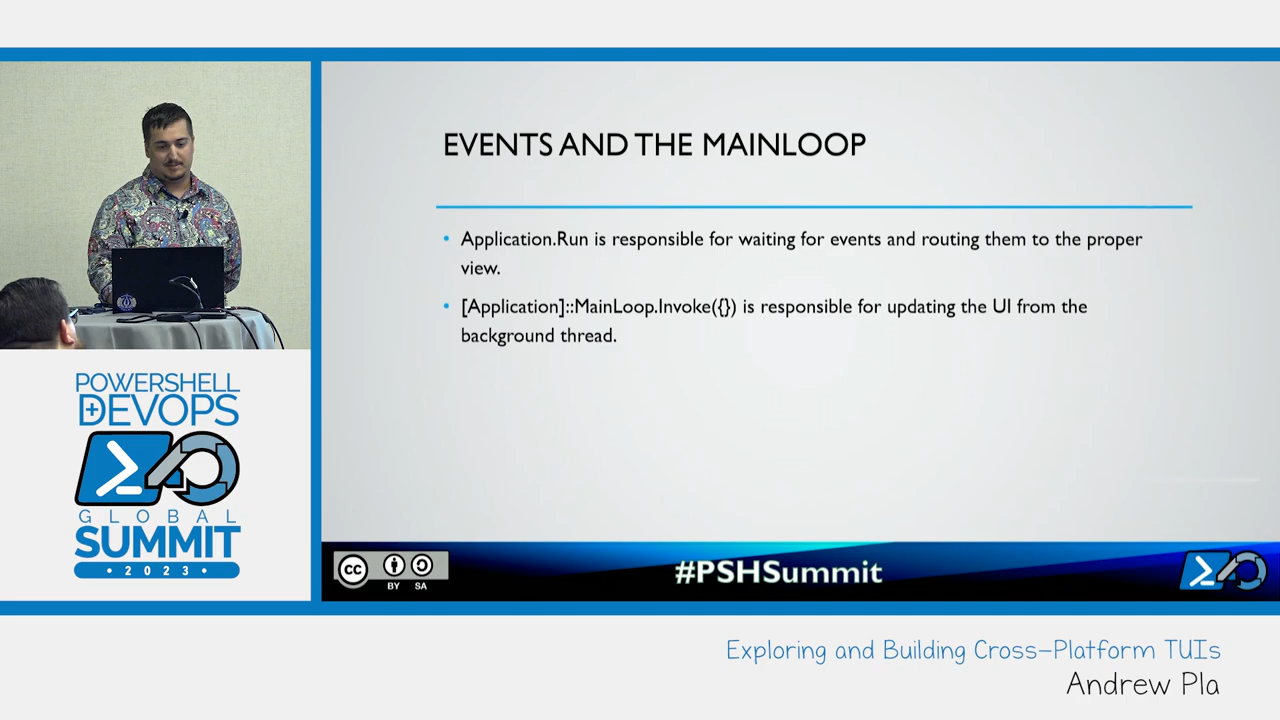 EVENTS AND THE MAINLOOP
• Application.Run is responsible for waiting for events and routing them to the proper
view.
• [Application]::MainLoop.Invoke({}) is responsible for updating the UI from the
background thread.
POWERSHELL
+DEVOPS
GLOBAL
SUMMIT
• 2023 •
cc
BY SA
#PSHSummit
Exploring and Building Cross-Platform TUIs
Andrew Pla